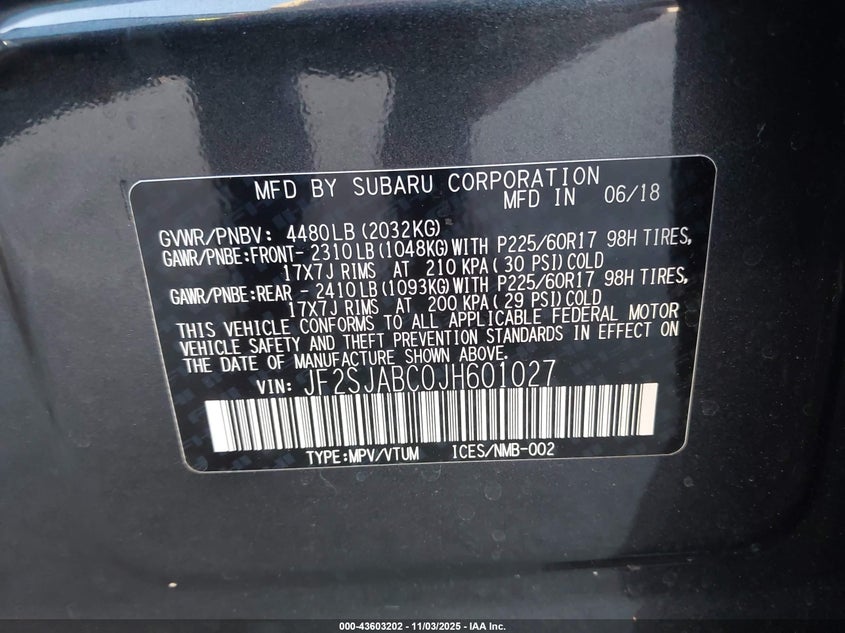 MFD BY SUBARU CORPORATION
MFD IN 06/18
GVWR/PNBV: 4480LB(2032KG)
GAWR/PNBE:FRONT- 2310LB(1048KG)WITH P225/60R17 98H TIRES,
17X7J RIMS AT 210KPA(30 PSI)COLD
GAWR/PNBE:REAR - 2410LB(1093KG)WITH P225/60R17 98H TIRES,
17X7J RIMS AT 200KPA(29 PSI)COLD
THIS VEHICLE CONFORMS TO ALL APPLICABLE FEDERAL MOTOR
VEHICLE SAFETY AND THEFT PREVENTION STANDARDS IN EFFECT ON
THE DATE OF MANUFACTURE SHOWN ABOVE.
VIN: JF2SJABC0JH601027
TYPE:MPV/VTUM ICES/NMB-002
000-43603202 - 11/03/2025 - IAA Inc.